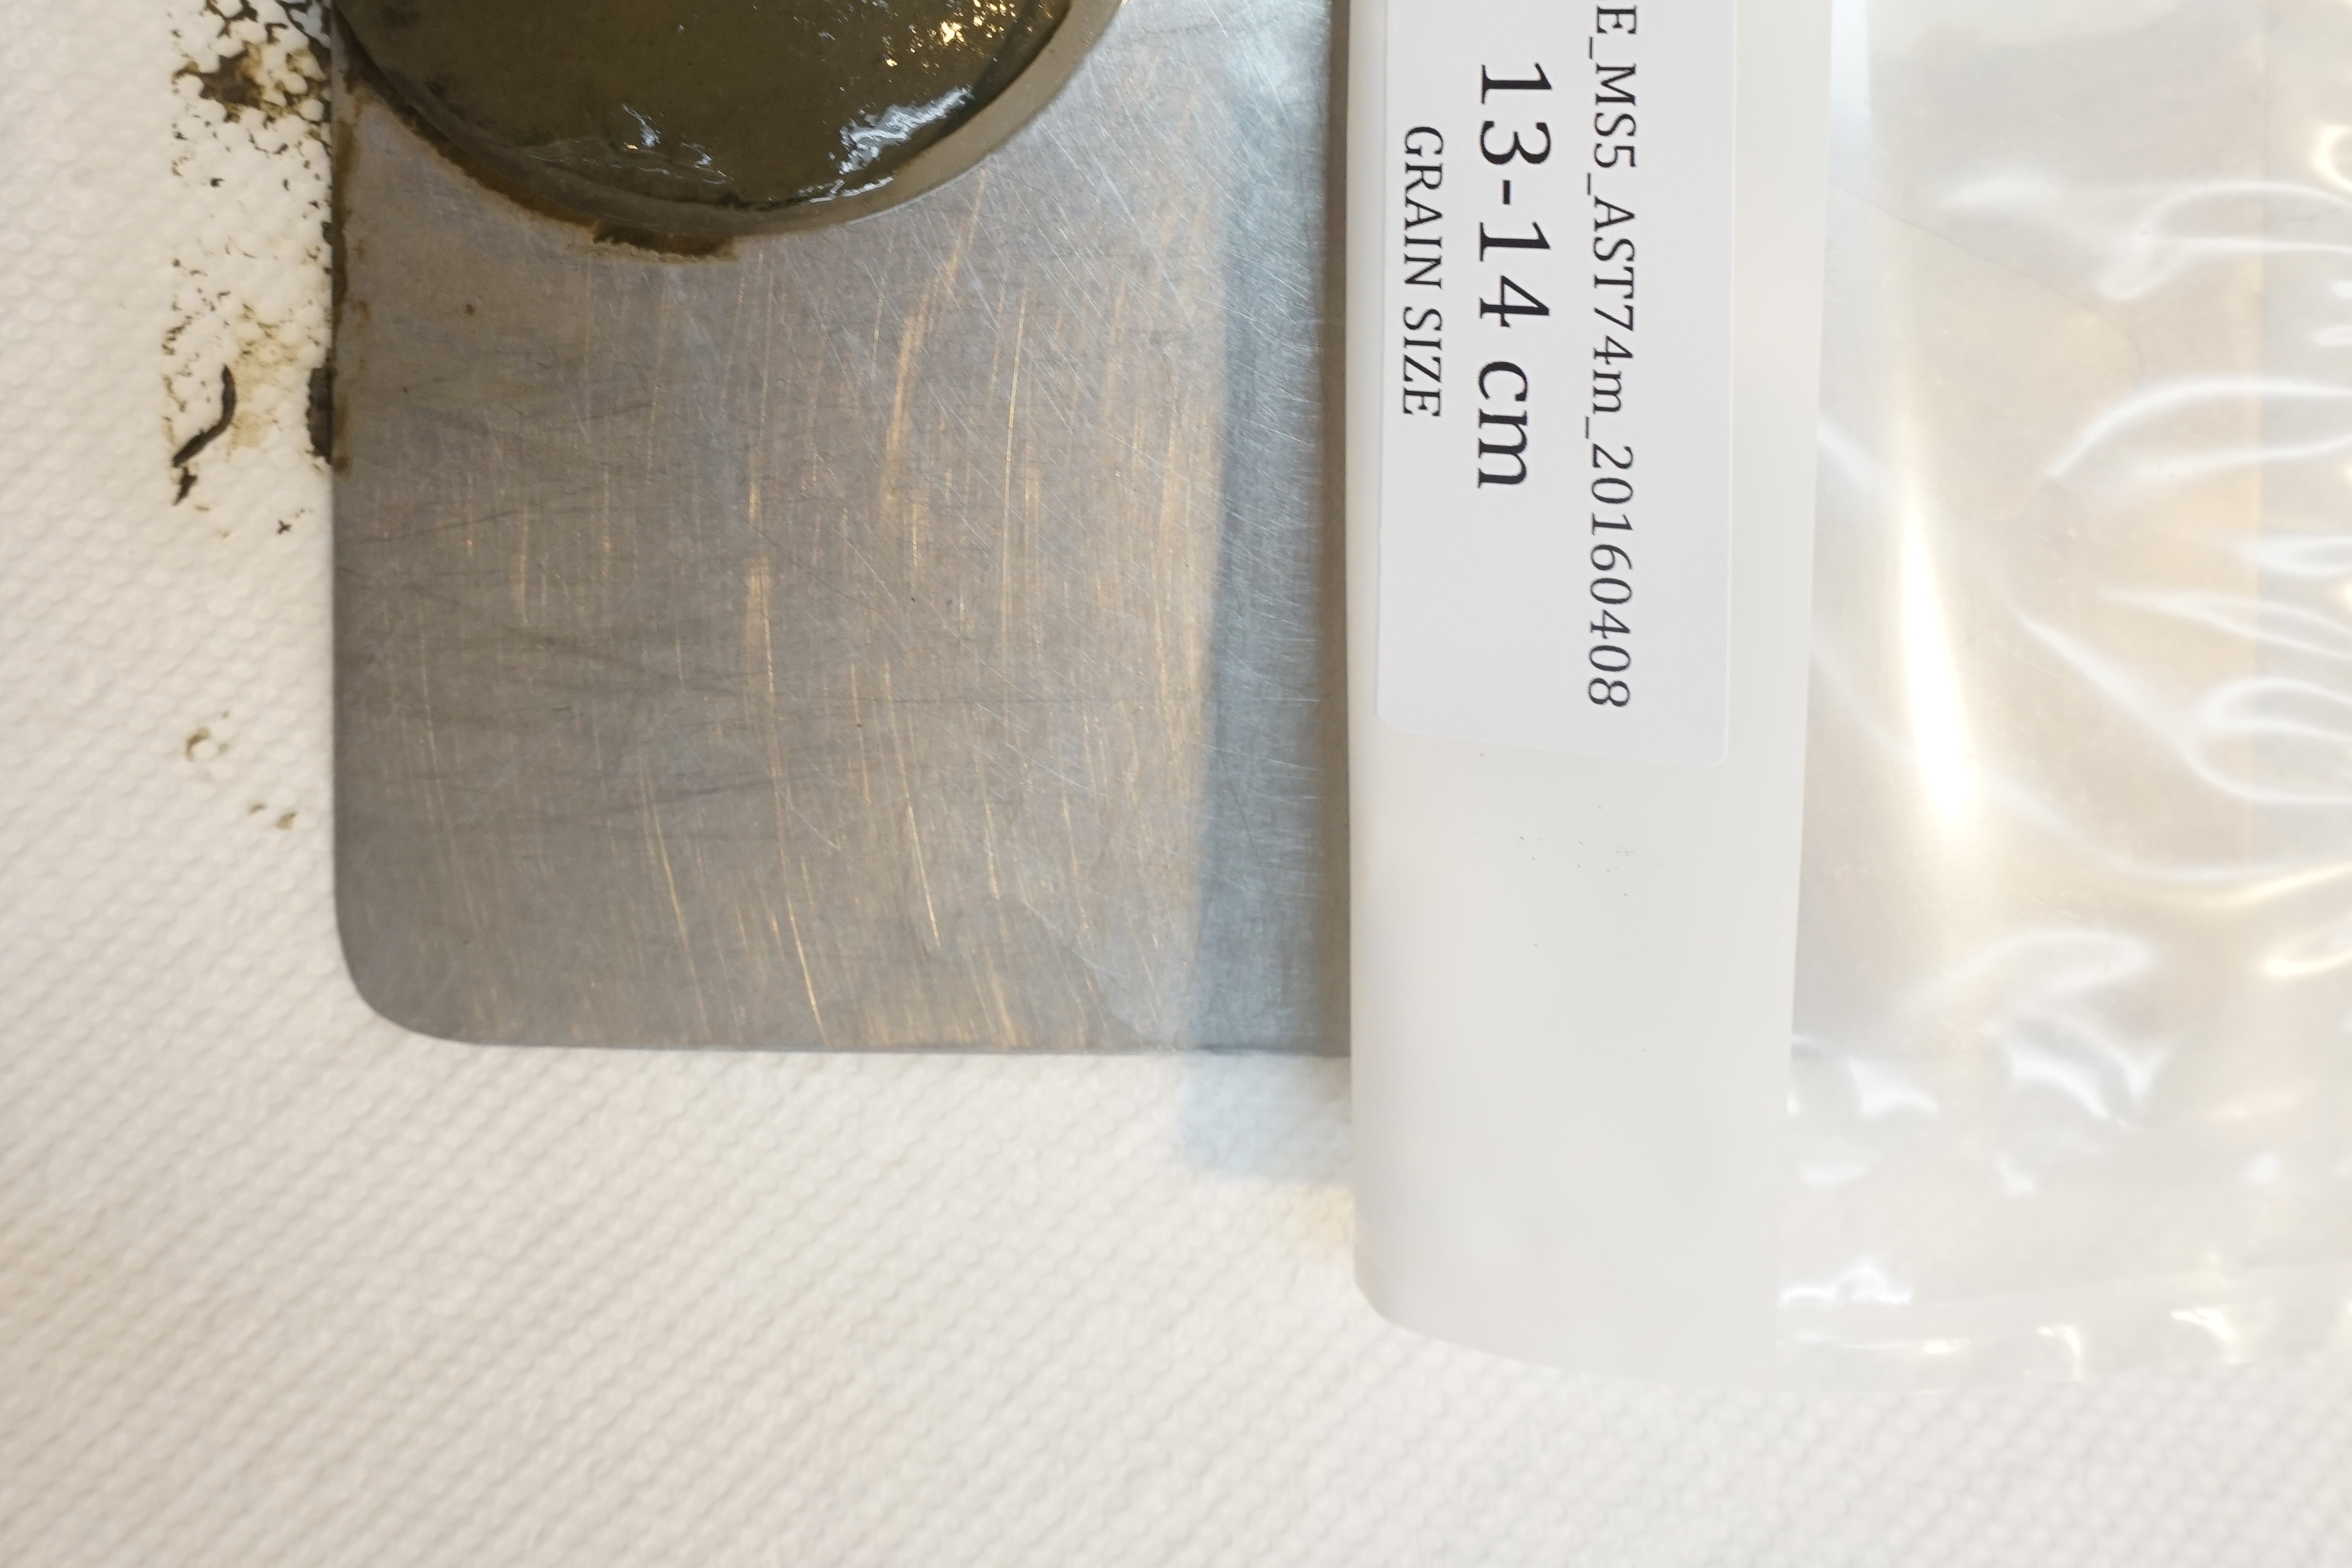 E_MS5_AST74m_20160408
13-14 cm
GRAIN SIZE